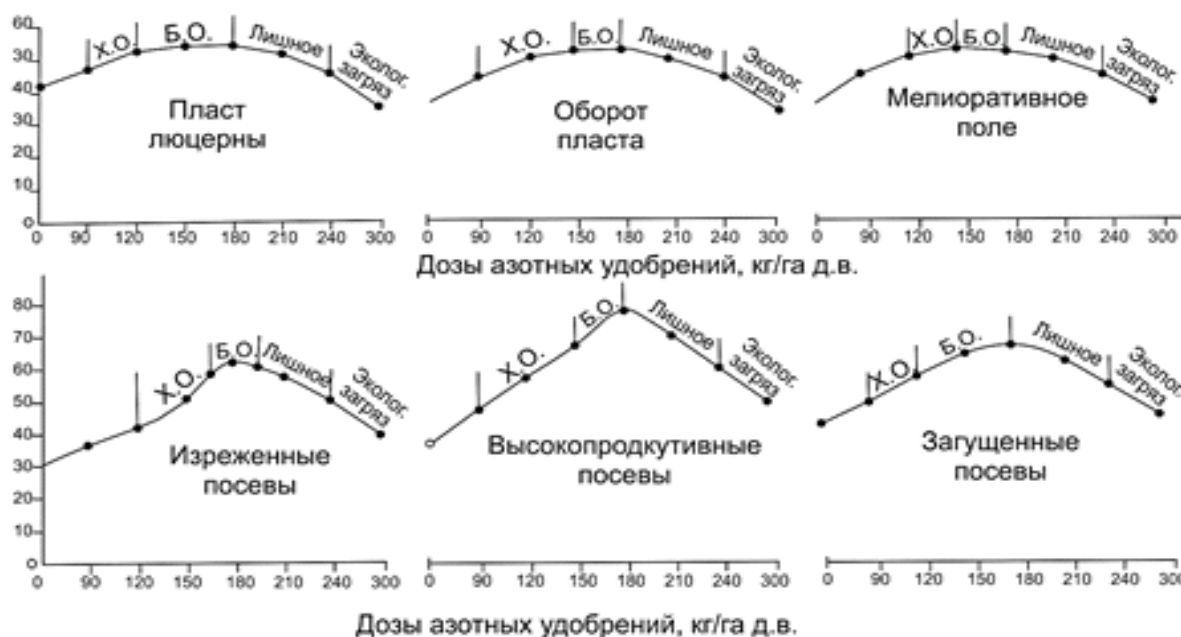 60
50
40
30
20
10
0
Х.О. Б.О. Лишное Эколог. загряз
Пласт
люцерны
0 90 120 150 180 210 240 300
Х.О. Б.О. Лишное Эколог. загряз
Оборот
пласта
0 90 120 150 180 210 240 300
Х.О Б.О Лишное Эколог. загряз
Мелиоративное
поле
0 90 120 150 180 210 240 300
Дозы азотных удобрений, кг/га д.в.
80
70
60
50
40
30
20
10
0
Х.О. Б.О. Лишное Эколог. загряз
Изреженные
посевы
0 90 120 150 180 210 240 300
Х.О. Б.О. Лишное Эколог. загряз
Высокопродкутивные
посевы
0 90 120 150 180 210 240 300
Х.О. Б.О. Лишное Эколог. загряз
Загущенные
посевы
0 90 120 150 180 210 240 300
Дозы азотных удобрений, кг/га д.в.